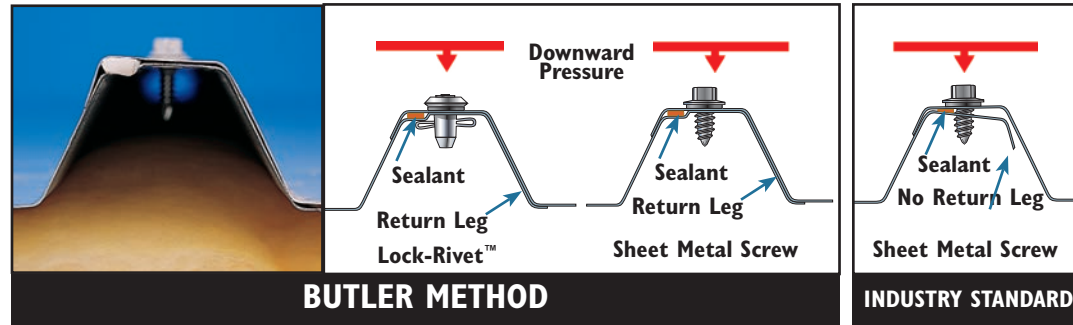 Downward
Pressure
Sealant
Return Leg
Lock-Rivet™
Sealant
Return Leg
Sheet Metal Screw
BUTLER METHOD
Sealant
No Return Leg
Sheet Metal Screw
INDUSTRY STANDARD